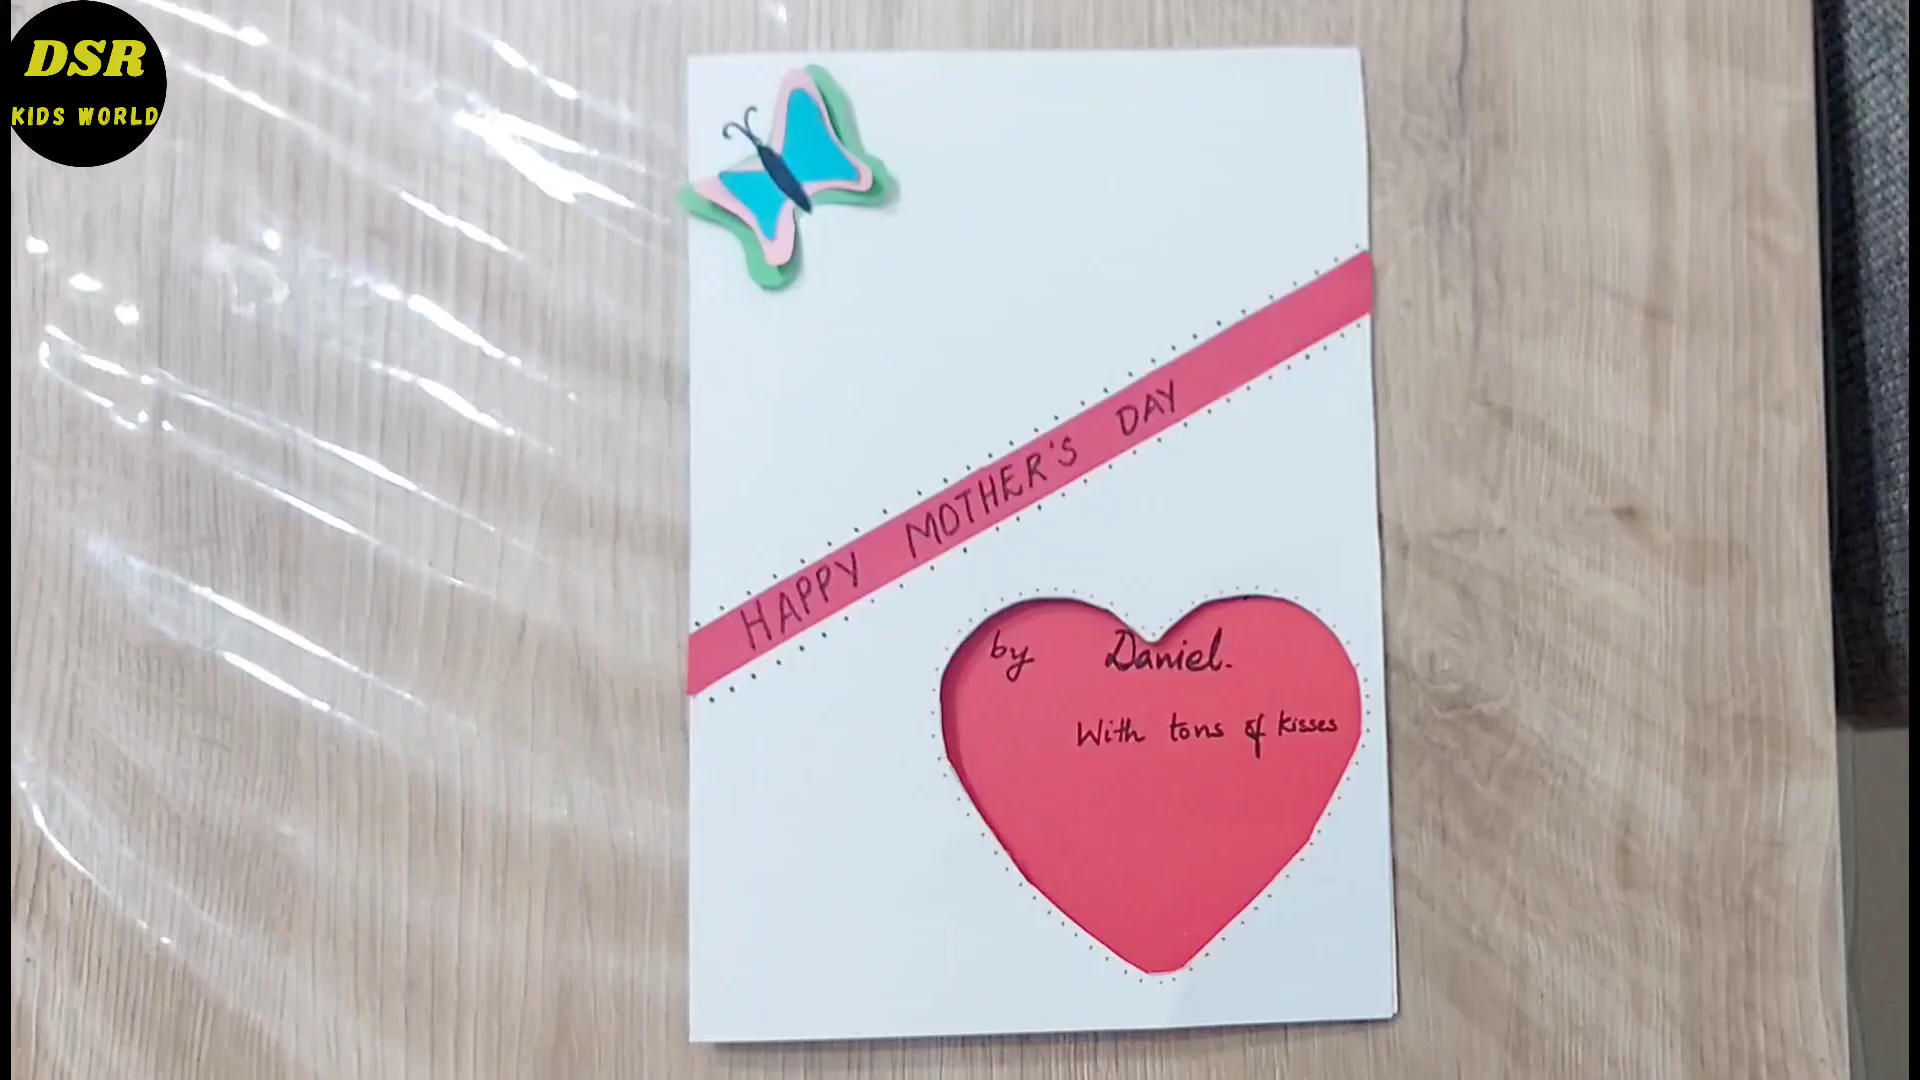 DSR
KIDS WORLD
HAPPY MOTHER'S DAY
by Daniel.
With tons of kisses